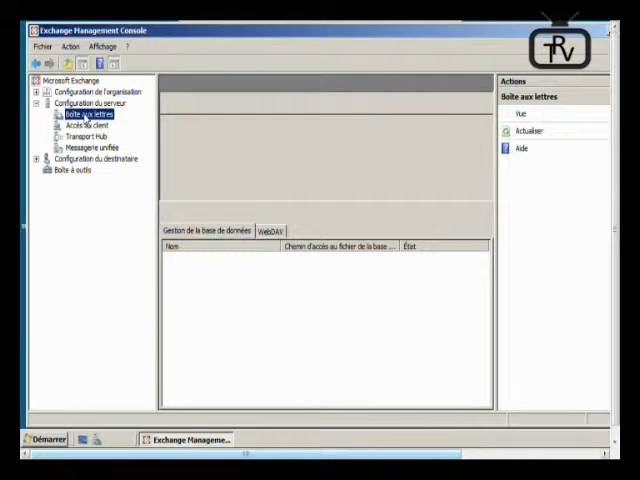 Exchange Management Console
TRV
Fichier Action Affichage ?
Microsoft Exchange
Configuration de l'organisation
Configuration du serveur
Boîte aux lettres
Accès au client
Transport Hub
Messagerie unifiée
Configuration du destinataire
Boîte à outils
Gestion de la base de données WebDAV
Nom Chemin d'accès au fichier de la base ... État
Actions
Boîte aux lettres
Vue
Actualiser
Aide
Démarrer Exchange Manageme...